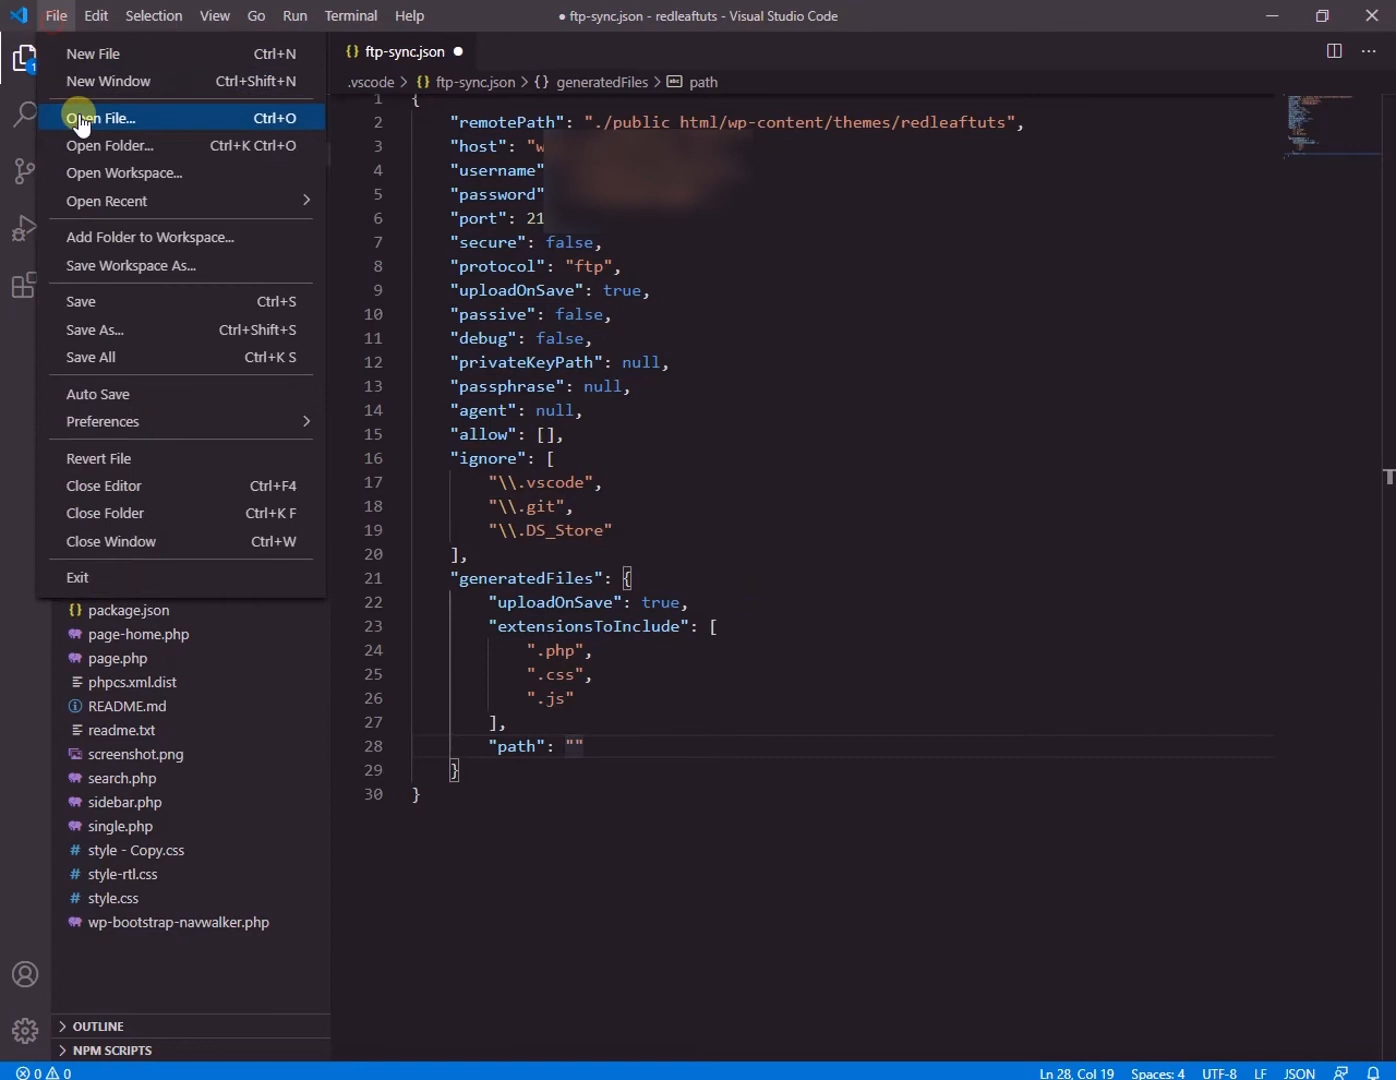 File Edit Selection View Go Run Terminal Help
● ftp-sync.json - redleaftuts - Visual Studio Code
New File Ctrl+N
New Window Ctrl+Shift+N
Open File... Ctrl+O
Open Folder... Ctrl+K Ctrl+O
Open Workspace...
Open Recent
Add Folder to Workspace...
Save Workspace As...
Save Ctrl+S
Save As... Ctrl+Shift+S
Save All Ctrl+K S
Auto Save
Preferences
Revert File
Close Editor Ctrl+F4
Close Folder Ctrl+K F
Close Window Ctrl+W
Exit
1
package.json
page-home.php
page.php
phpcs.xml.dist
README.md
readme.txt
screenshot.png
search.php
sidebar.php
single.php
style - Copy.css
style-rtl.css
style.css
wp-bootstrap-navwalker.php
OUTLINE
NPM SCRIPTS
{} ftp-sync.json ●
.vscode > {} ftp-sync.json > {} generatedFiles > path
1 {
2 "remotePath": "./public_html/wp-content/themes/redleaftuts",
3 "host": "w
4 "username"
5 "password"
6 "port": 21
7 "secure": false,
8 "protocol": "ftp",
9 "uploadOnSave": true,
10 "passive": false,
11 "debug": false,
12 "privateKeyPath": null,
13 "passphrase": null,
14 "agent": null,
15 "allow": [],
16 "ignore": [
17 "\\.vscode",
18 "\\.git",
19 "\\.DS_Store"
20 ],
21 "generatedFiles": {
22 "uploadOnSave": true,
23 "extensionsToInclude": [
24 ".php",
25 ".css",
26 ".js"
27 ],
28 "path": ""
29 }
30 }
0 0
Ln 28, Col 19 Spaces: 4 UTF-8 LF JSON